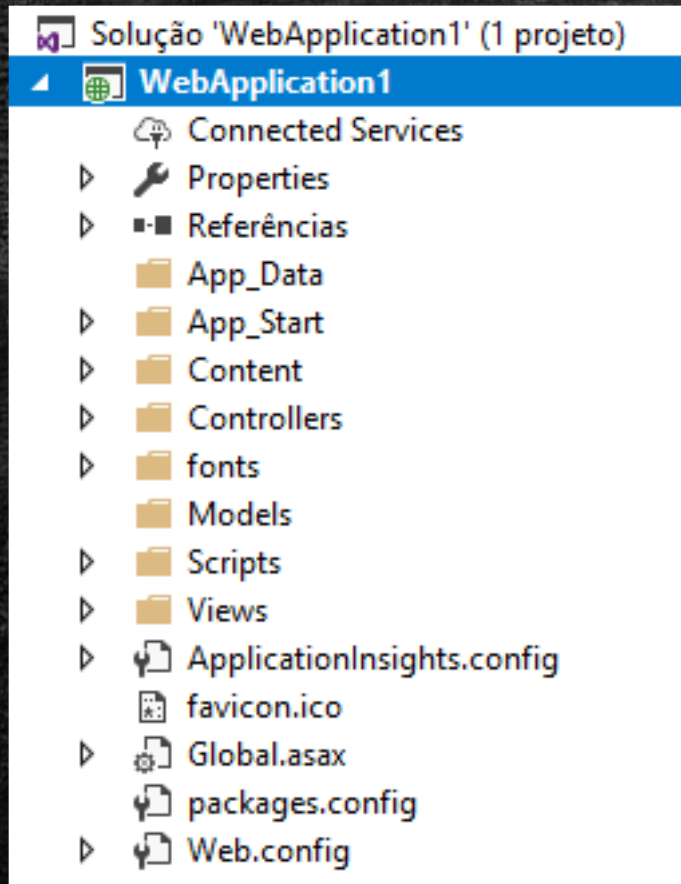 Solução 'WebApplication1' (1 projeto)
WebApplication1
Connected Services
Properties
Referências
App_Data
App_Start
Content
Controllers
fonts
Models
Scripts
Views
ApplicationInsights.config
favicon.ico
Global.asax
packages.config
Web.config